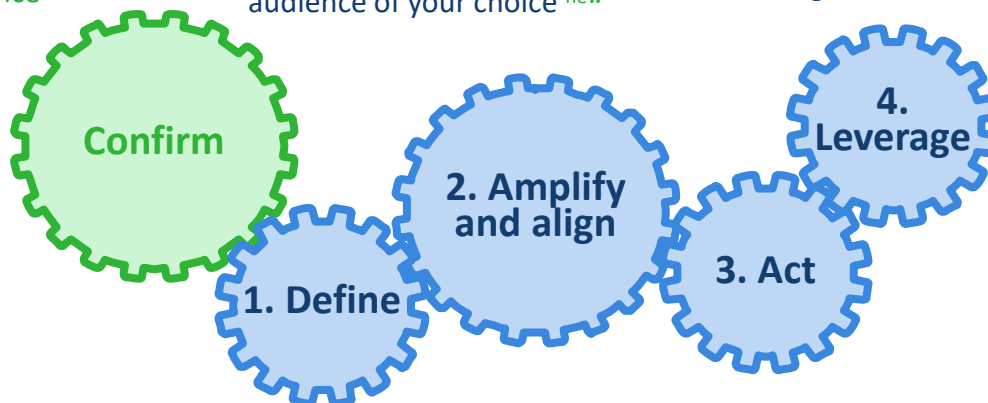 audience of your choice new
Confirm
1. Define
2. Amplify
and align
3. Act
4.
Leverage